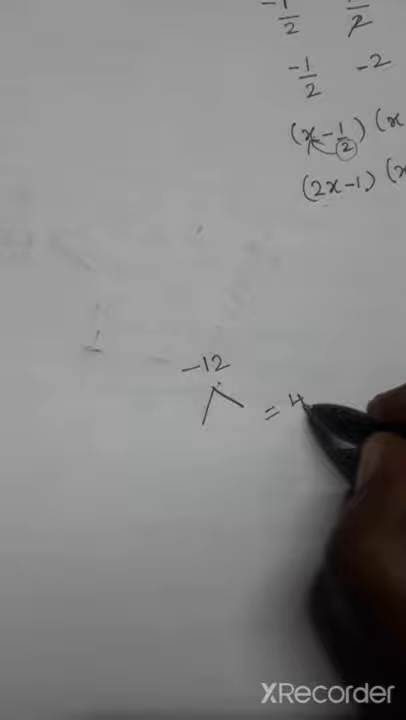 -1/2 1/2
-1/2 -2
(x-1/2) (x
(2x-1) (x
-12
= 4
XRecorder